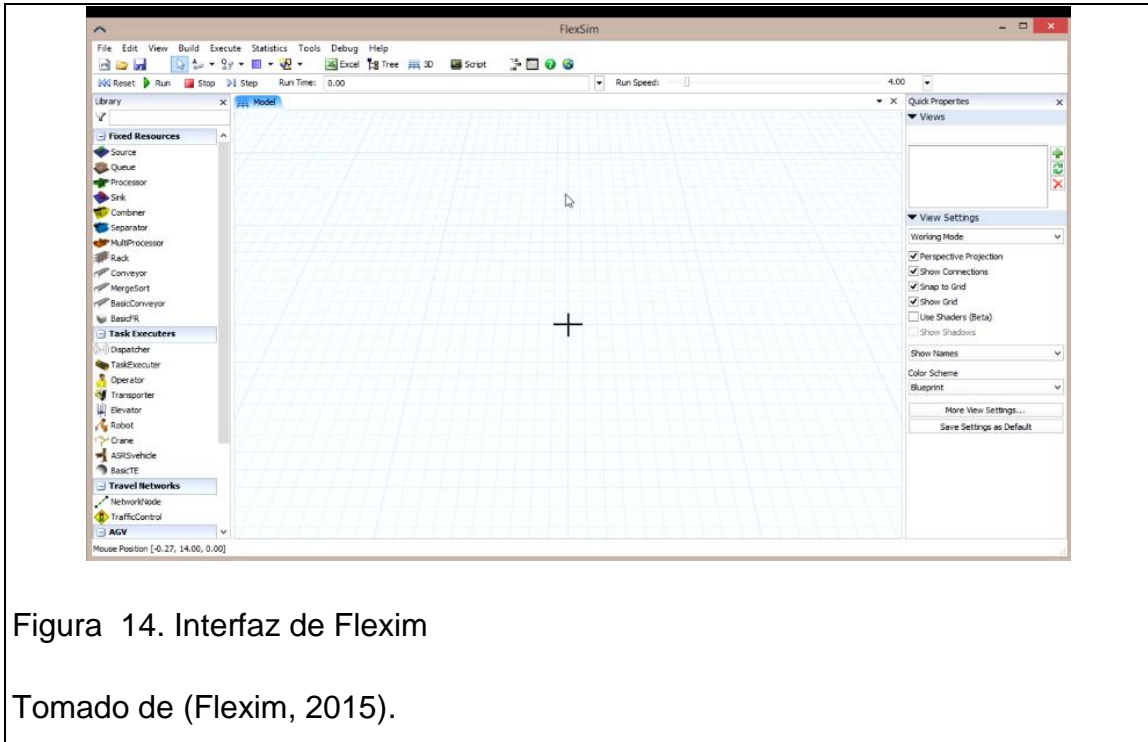 FlexSim
File Edit View Build Execute Statistics Tools Debug Help
Excel Tree 3D Script
Reset Run Stop Step Run Time: 0.00 Run Speed: 4.00
Library
Model
Quick Properties
Views
Fixed Resources
Source
Queue
Processor
Sink
Combiner
Separator
MultiProcessor
Rack
Conveyor
MergeSort
BasicConveyor
BasicFR
Task Executers
Dispatcher
TaskExecuter
Operator
Transporter
Elevator
Robot
Crane
ASRSvehicle
BasicTE
Travel Networks
NetworkNode
TrafficControl
AGV
View Settings
Working Mode
Perspective Projection
Show Connections
Snap to Grid
Show Grid
Use Shaders (Beta)
Show Shadows
Show Names
Color Scheme
Blueprint
More View Settings...
Save Settings as Default
Mouse Position [-0.27, 14.00, 0.00]
Figura 14. Interfaz de Flexim
Tomado de (Flexim, 2015).